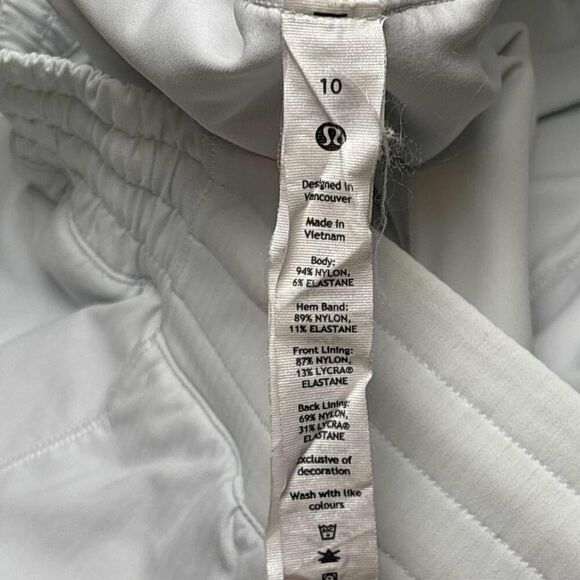 10
Designed in
Vancouver
Made in
Vietnam
Body:
94% NYLON,
6% ELASTANE
Hem Band:
89% NYLON,
11% ELASTANE
Front Lining:
87% NYLON,
13% LYCRA®
ELASTANE
Back Lining:
69% NYLON,
31% LYCRA®
ELASTANE
exclusive of
decoration
Wash with like
colours